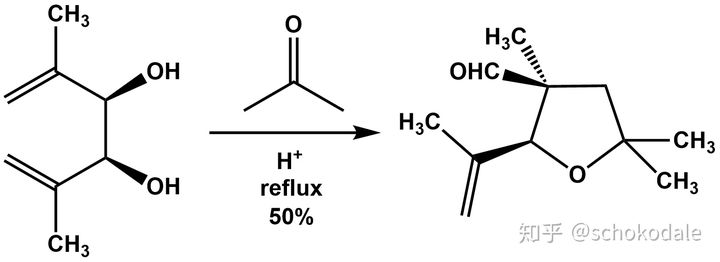 CH3
OH
OH
CH3
O
H+
reflux
50%
H3C
OHC
H3C
O
CH3
CH3
知乎 @schokodale